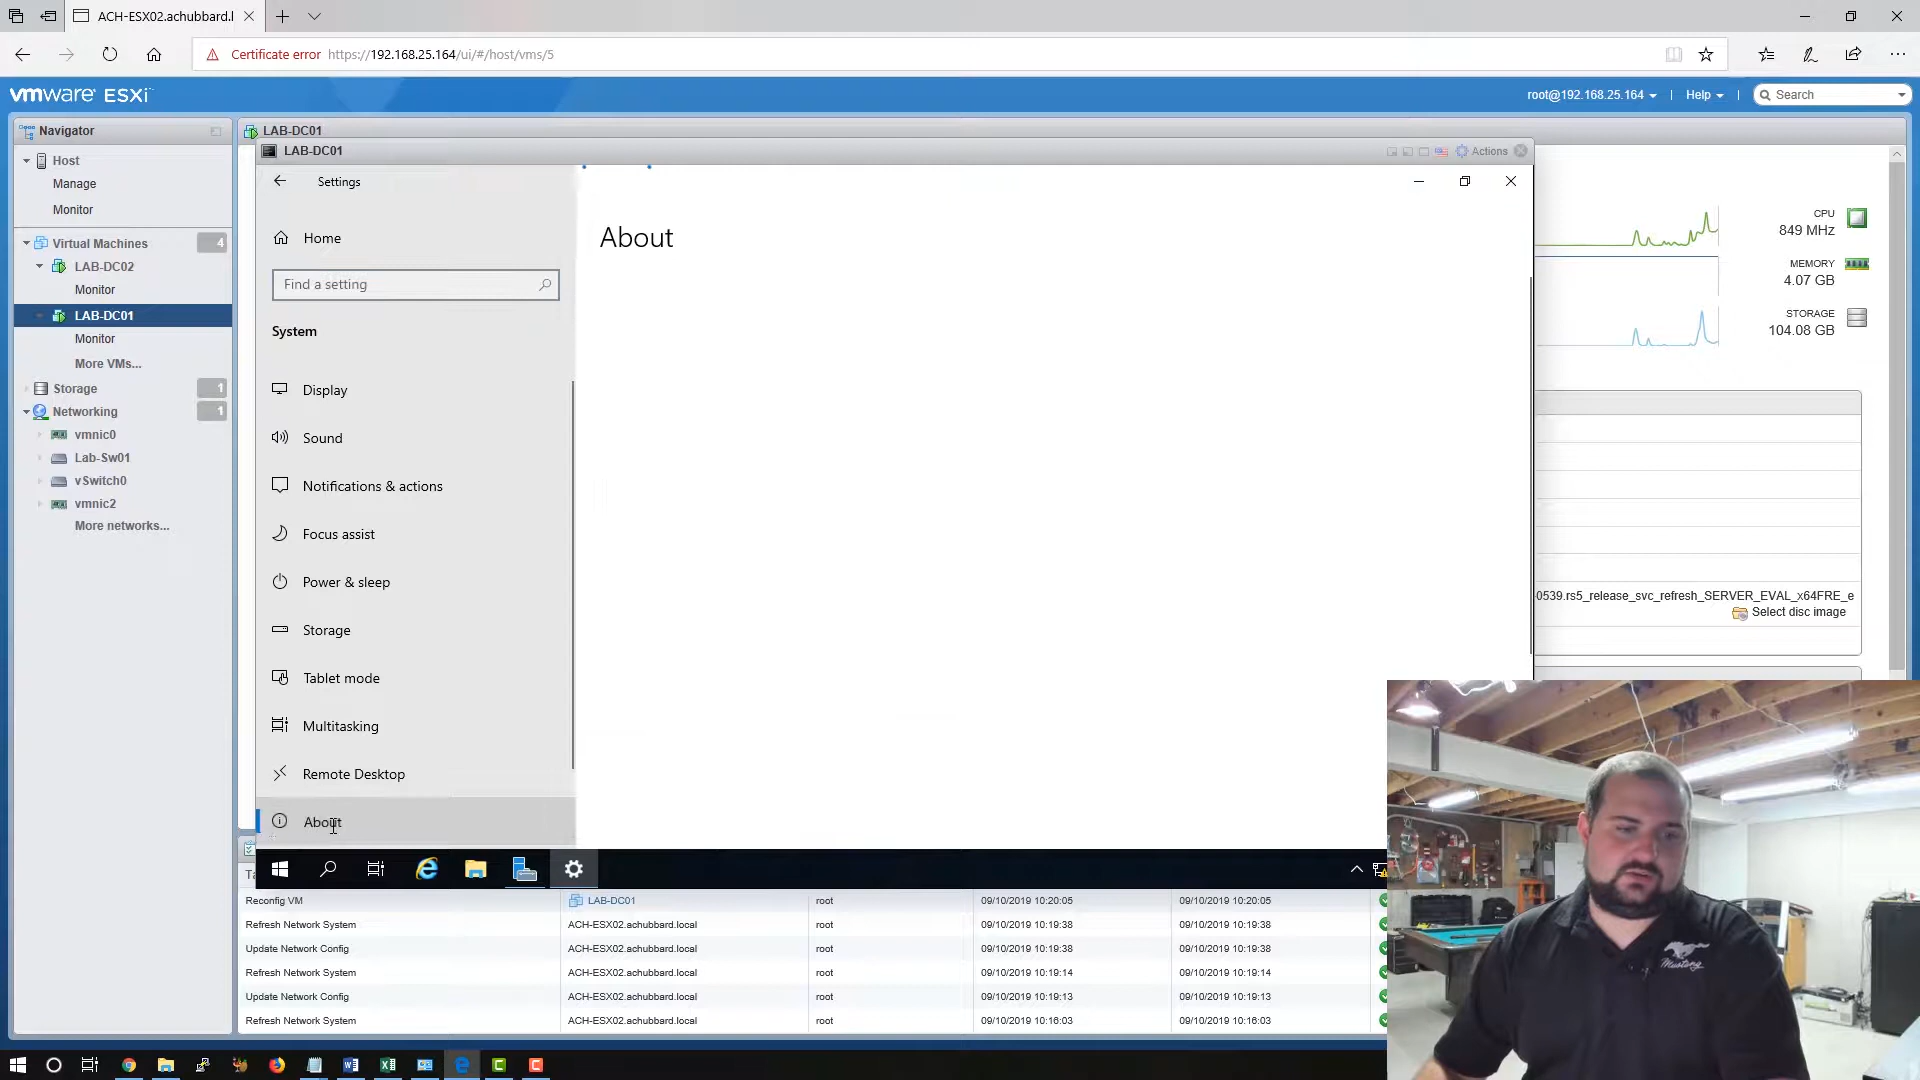 ACH-ESX02.achubbard.l
Certificate error https://192.168.25.164/ui/#/host/vms/5
vmware ESXi
root@192.168.25.164 | Help | Search
Navigator
Host
Manage
Monitor
Virtual Machines 4
LAB-DC02
Monitor
LAB-DC01
Monitor
More VMs...
Storage 1
Networking 1
vmnic0
Lab-Sw01
vSwitch0
vmnic2
More networks...
LAB-DC01
LAB-DC01
Actions
Settings
Home
Find a setting
System
Display
Sound
Notifications & actions
Focus assist
Power & sleep
Storage
Tablet mode
Multitasking
Remote Desktop
About
About
CPU
849 MHz
MEMORY
4.07 GB
STORAGE
104.08 GB
0539.rs5_release_svc_refresh_SERVER_EVAL_x64FRE_e
Select disc image
Reconfig VM LAB-DC01 root 09/10/2019 10:20:05 09/10/2019 10:20:05
Refresh Network System ACH-ESX02.achubbard.local root 09/10/2019 10:19:38 09/10/2019 10:19:38
Update Network Config ACH-ESX02.achubbard.local root 09/10/2019 10:19:38 09/10/2019 10:19:38
Refresh Network System ACH-ESX02.achubbard.local root 09/10/2019 10:19:14 09/10/2019 10:19:14
Update Network Config ACH-ESX02.achubbard.local root 09/10/2019 10:19:13 09/10/2019 10:19:13
Refresh Network System ACH-ESX02.achubbard.local root 09/10/2019 10:16:03 09/10/2019 10:16:03
Mustang